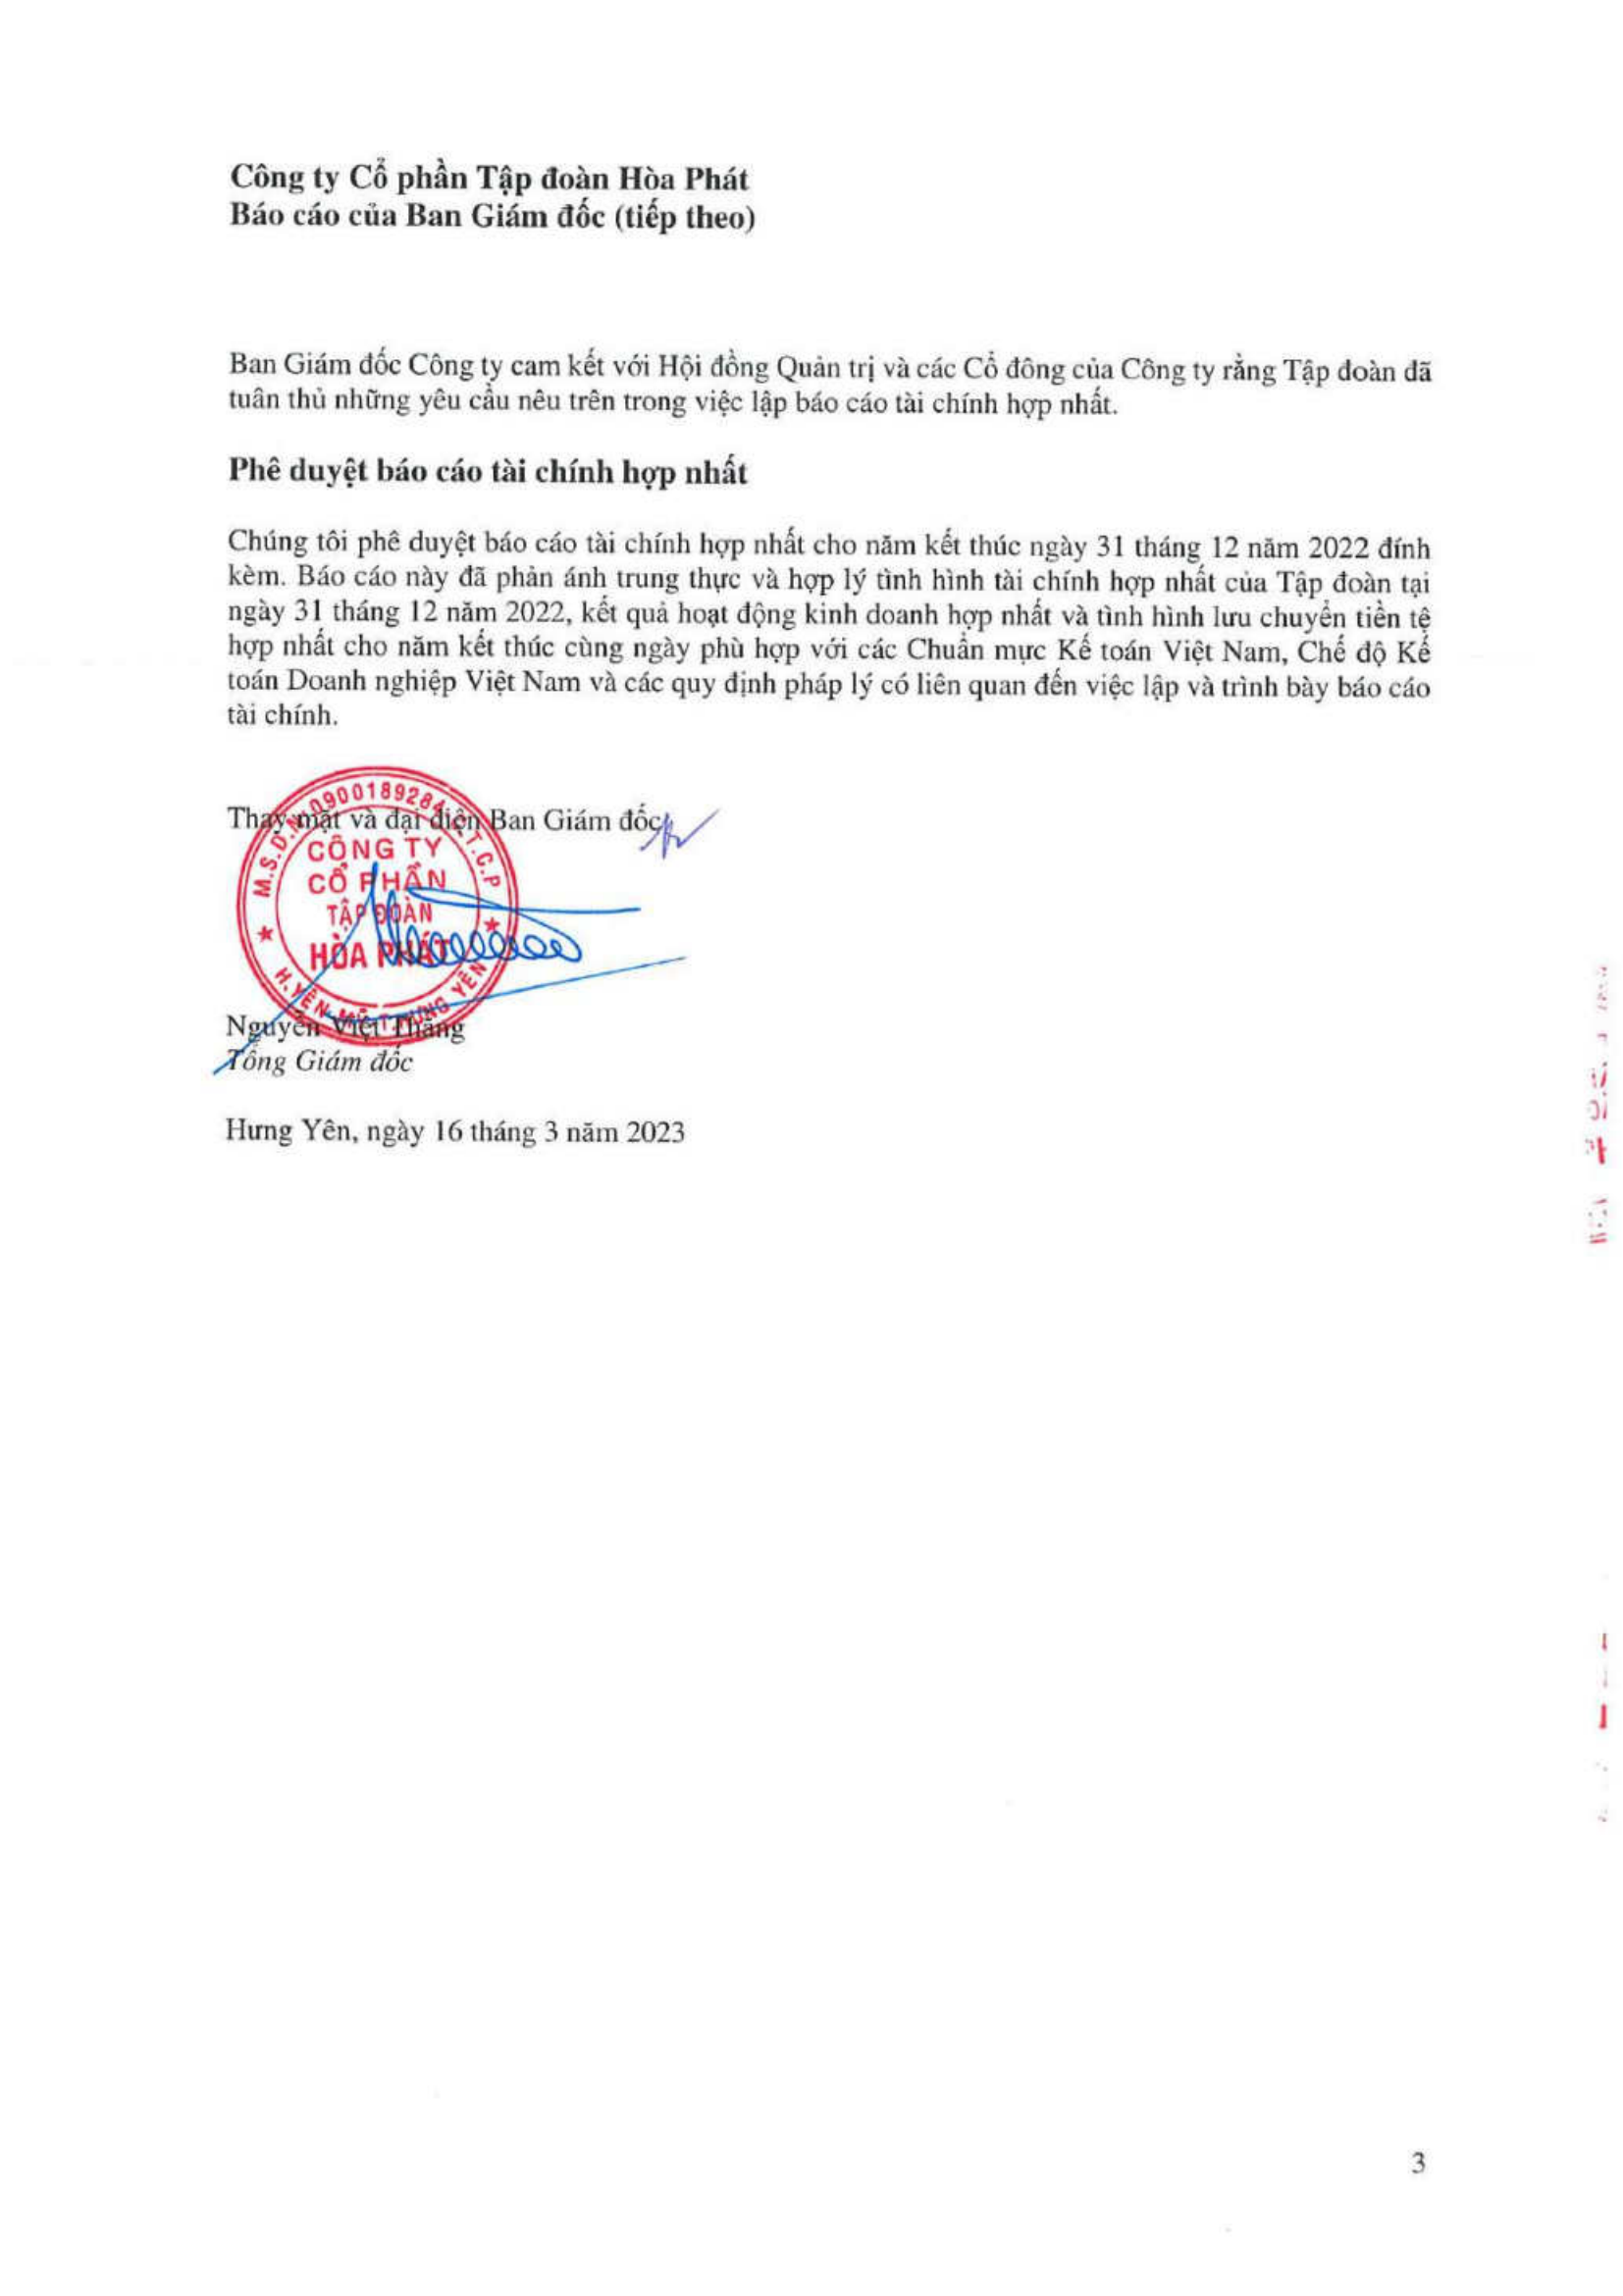 Công ty Cổ phần Tập đoàn Hòa Phát
Báo cáo của Ban Giám đốc (tiếp theo)
Ban Giám đốc Công ty cam kết với Hội đồng Quản trị và các Cổ đông của Công ty rằng Tập đoàn đã
tuân thủ những yêu cầu nêu trên trong việc lập báo cáo tài chính hợp nhất.
Phê duyệt báo cáo tài chính hợp nhất
Chúng tôi phê duyệt báo cáo tài chính hợp nhất cho năm kết thúc ngày 31 tháng 12 năm 2022 đính
kèm. Báo cáo này đã phản ánh trung thực và hợp lý tình hình tài chính hợp nhất của Tập đoàn tại
ngày 31 tháng 12 năm 2022, kết quả hoạt động kinh doanh hợp nhất và tình hình lưu chuyển tiền tệ
hợp nhất cho năm kết thúc cùng ngày phù hợp với các Chuẩn mực Kế toán Việt Nam, Chế độ Kế
toán Doanh nghiệp Việt Nam và các quy định pháp lý có liên quan đến việc lập và trình bày báo cáo
tài chính.
Thay mặt và đại diện Ban Giám đốc
M.S.D.N: 0900189284 C.T.C.P
CÔNG TY
CỔ PHẦN
TẬP ĐOÀN
HÒA PHÁT
H. YÊN MỸ T. HƯNG YÊN
Nguyễn Việt Thắng
Tổng Giám đốc
Hưng Yên, ngày 16 tháng 3 năm 2023
3